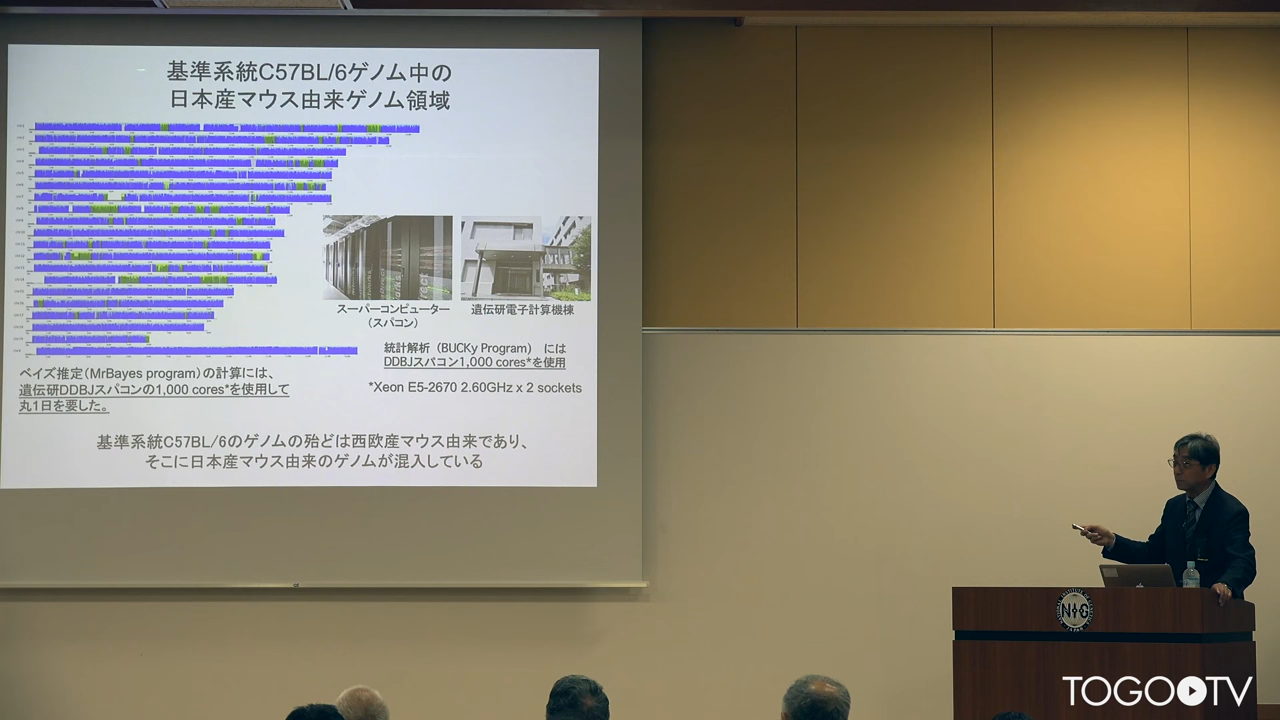 基準系統C57BL/6ゲノム中の
日本産マウス由来ゲノム領域
スーパーコンピューター
（スパコン）
遺伝研電子計算機棟
統計解析（BUCKy Program）には
DDBJスパコン1,000 cores*を使用
*Xeon E5-2670 2.60GHz x 2 sockets
ベイズ推定（MrBayes program）の計算には、
遺伝研DDBJスパコンの1,000 cores*を使用して
丸1日を要した。
基準系統C57BL/6のゲノムの殆どは西欧産マウス由来であり、
そこに日本産マウス由来のゲノムが混入している
NIG
JAPAN
TOGOTV